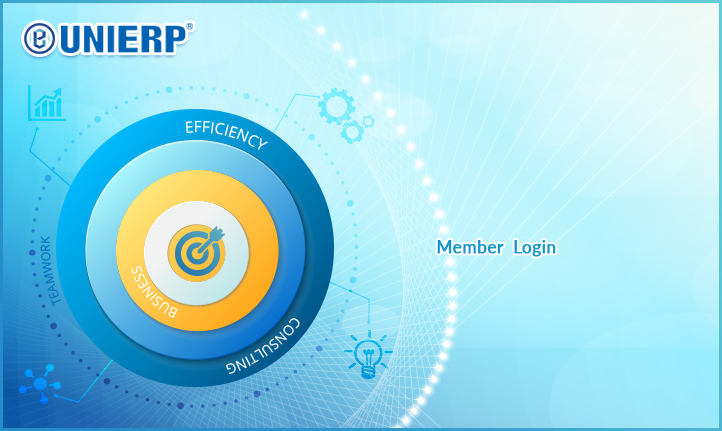 UNIERP®
EFFICIENCY
TEAMWORK
BUSINESS
CONSULTING
Member Login